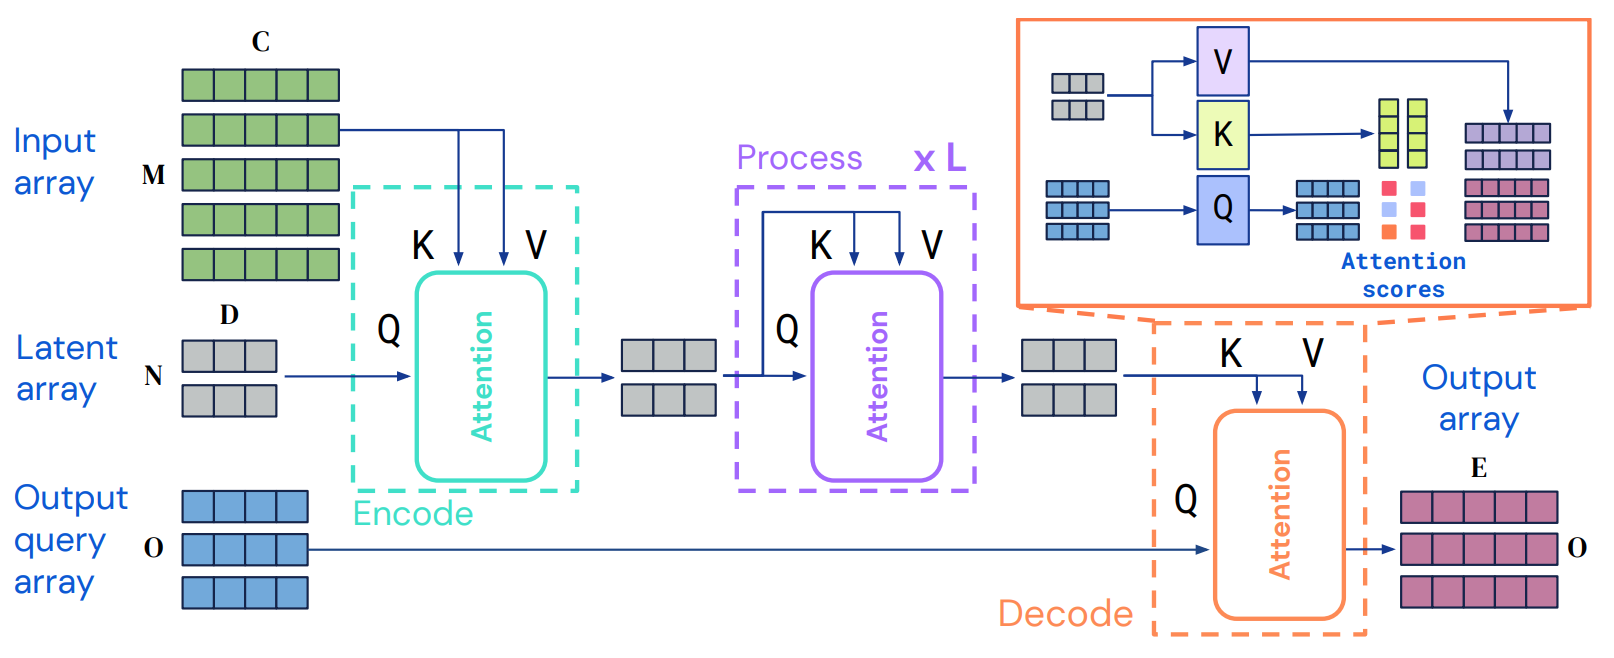 C
Input
array
M
D
Latent
array
N
Output
query
array
O
K
V
Q
Attention
Encode
Process
x L
K
V
Q
Attention
V
K
Q
Attention
scores
K
V
Q
Attention
Decode
Output
array
E
O